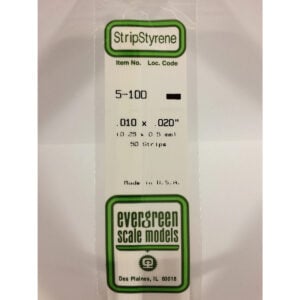 StripStyrene
Item No. Loc. Code
5-100
.010 x .020"
(0.25 x 0.5 mm)
50 Strips
Made in U.S.A.
evergreen
scale models
Des Plaines, IL 60018